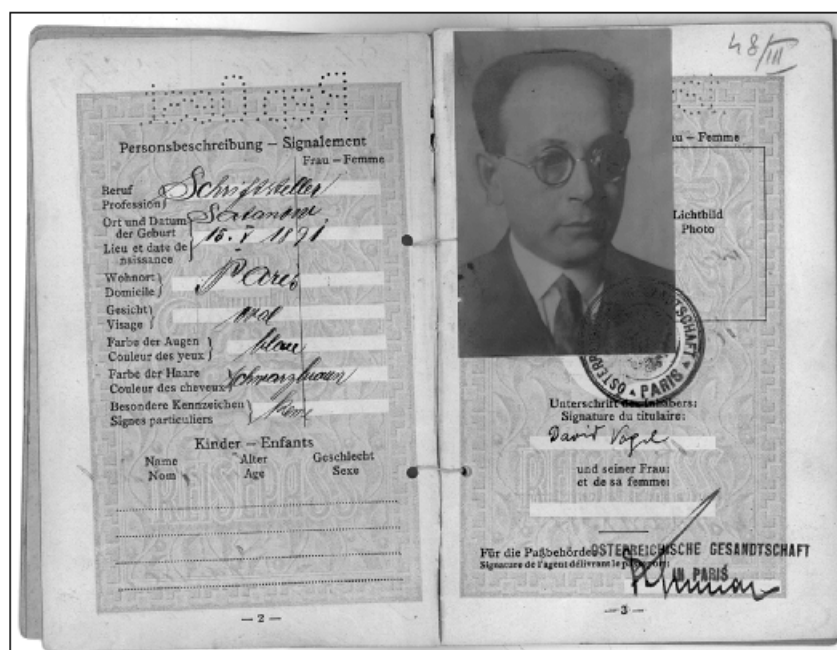 Personsbeschreibung – Signalement
Frau – Femme
Beruf
Profession
Schriftsteller
Ort und Datum
der Geburt
Lieu et date de
naissance
Satanow
15. V 1891
Wohnort
Domicile
Paris
Gesicht
Visage
oval
Farbe der Augen
Couleur des yeux
blau
Farbe der Haare
Couleur des cheveux
schwarzbraun
Besondere Kennzeichen
Signes particuliers
keine
Kinder – Enfants
Name Alter Geschlecht
Nom Age Sexe
REISEPASS
— 2 —
48/III
au – Femme
Lichtbild
Photo
PARIS
Unterschrift des Inhabers:
Signature du titulaire:
David Vogel
und seiner Frau:
et de sa femme:
REISEPASS
Für die Paßbehörde
ÖSTERREICHISCHE GESANDTSCHAFT
Signature de l'agent délivrant le passeport:
IN PARIS
— 3 —